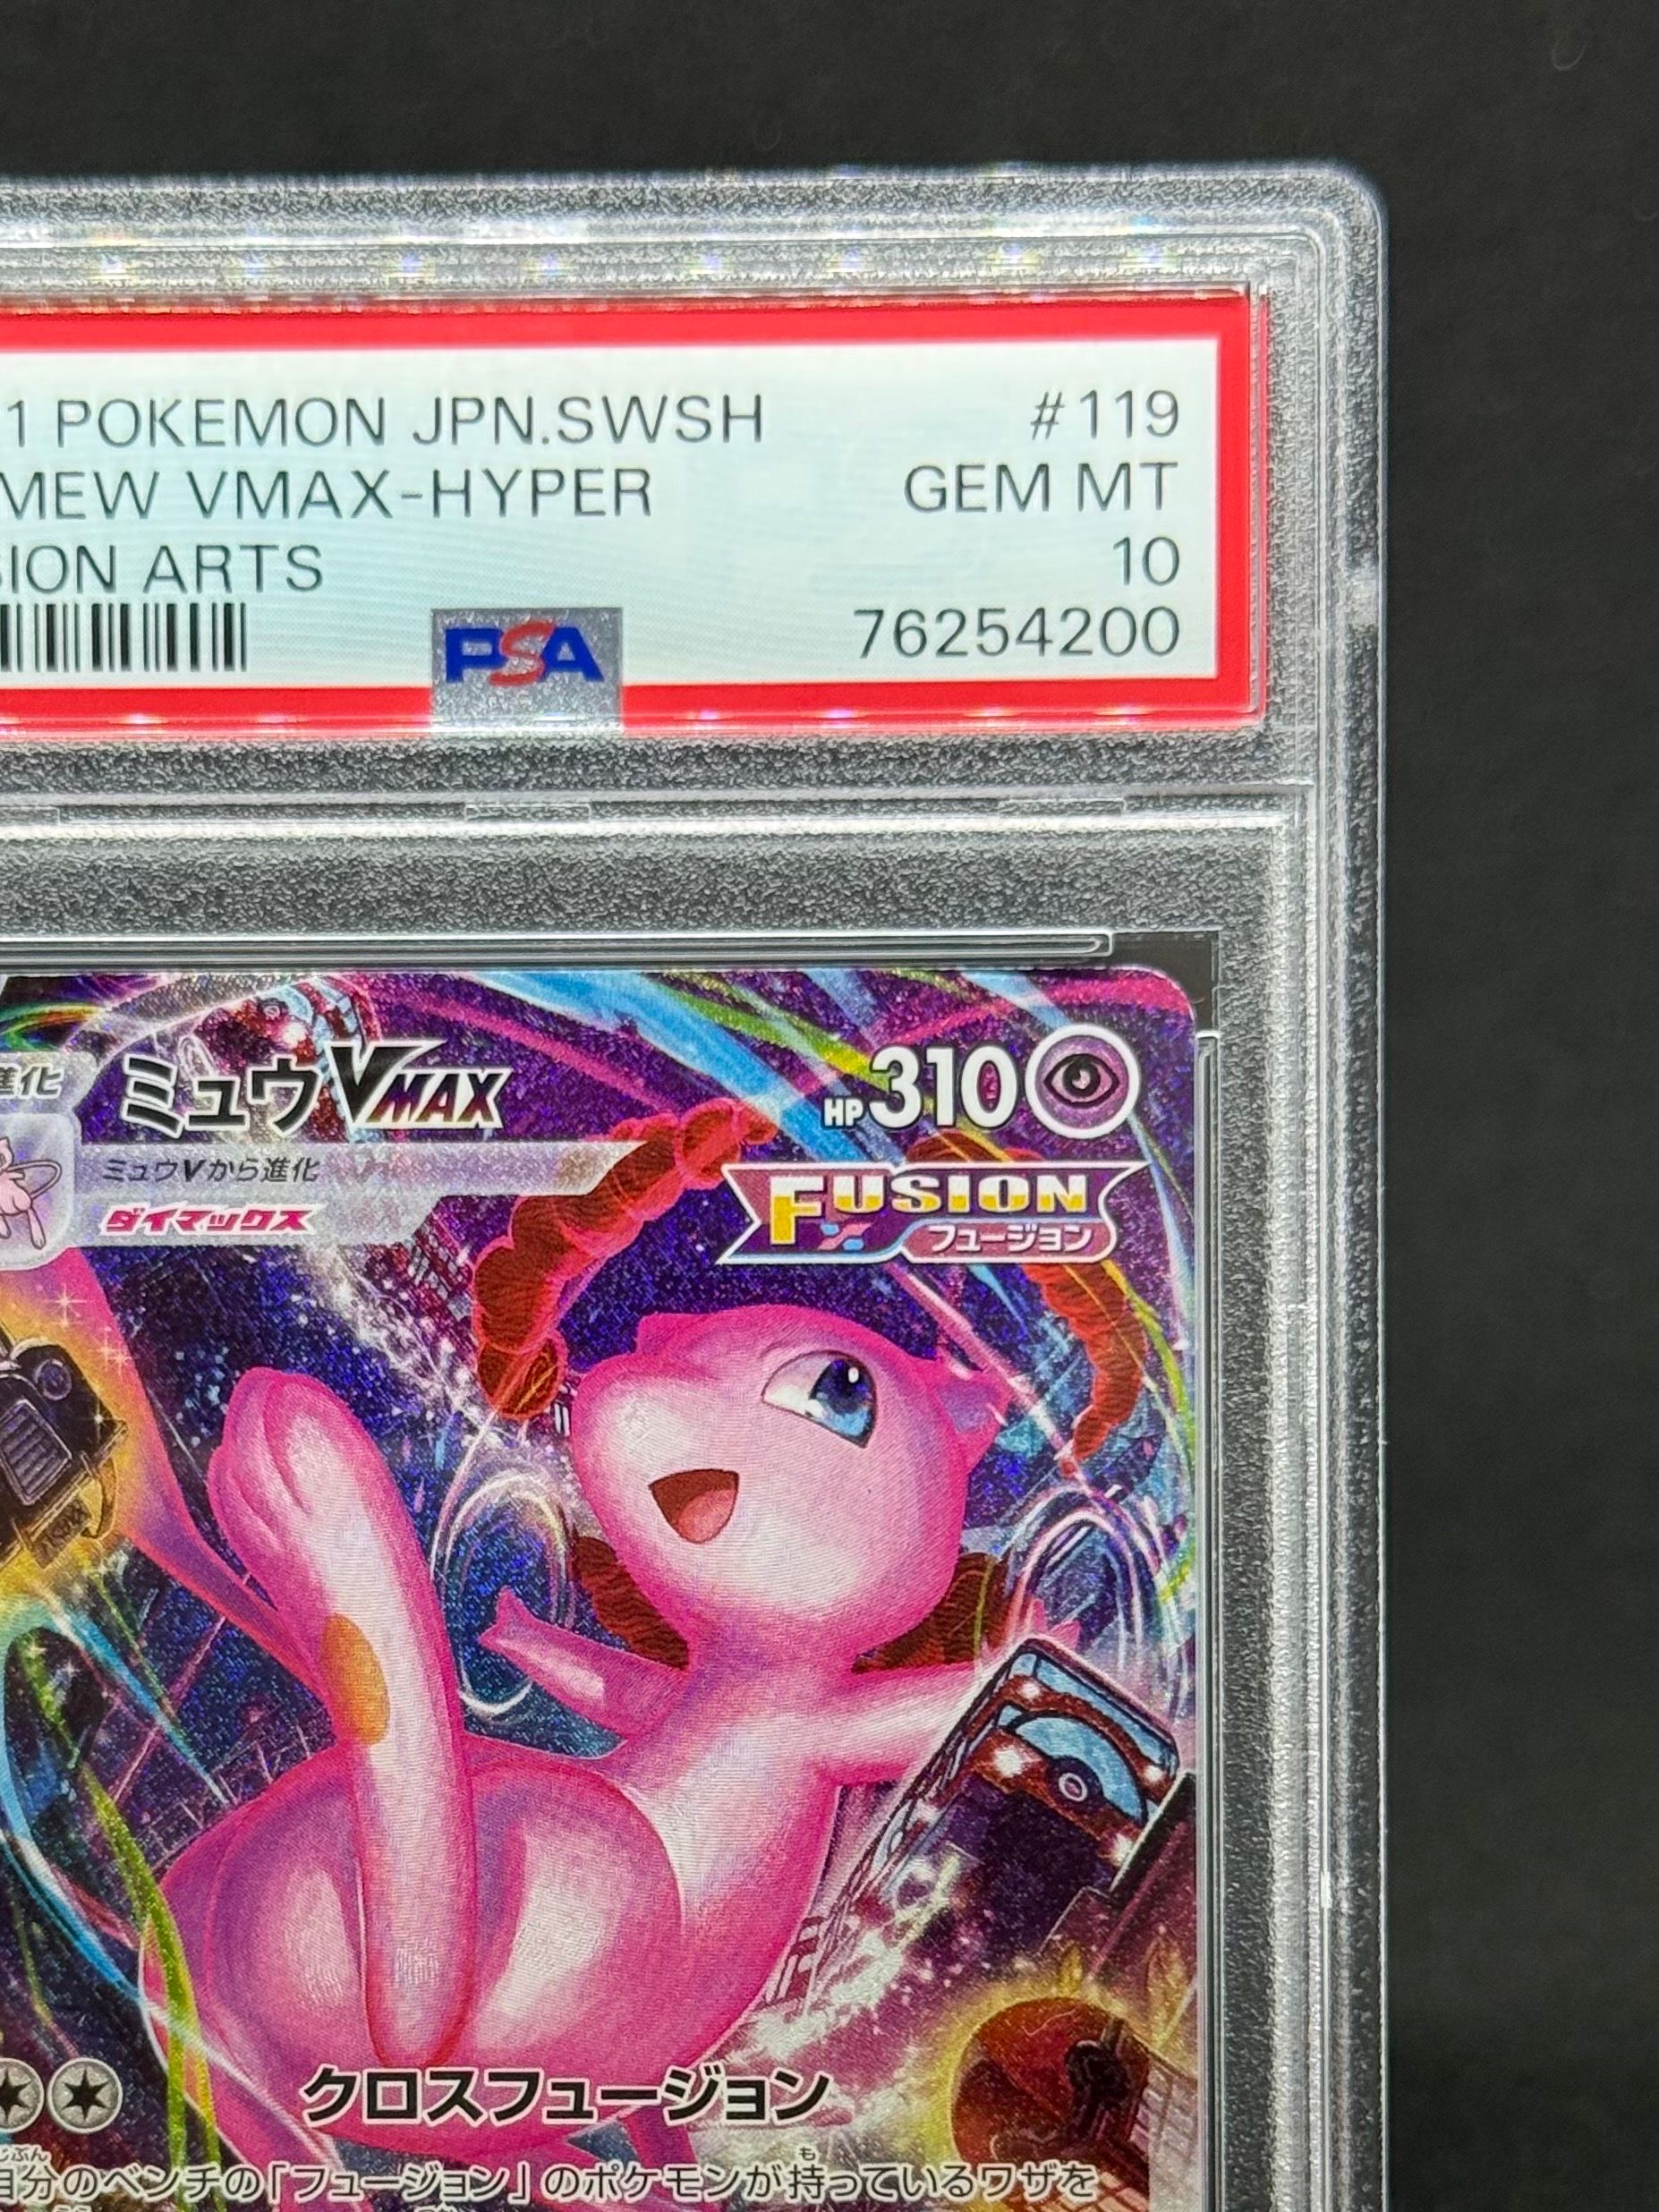 1 POKEMON JPN.SWSH #119
MEW VMAX-HYPER GEM MT
SION ARTS 10
PSA 76254200
進化 ミュウVMAX HP310
ミュウVから進化
ダイマックス
FUSION
フュージョン
クロスフュージョン
じぶん も
自分のベンチの「フュージョン」のポケモンが持っているワザを